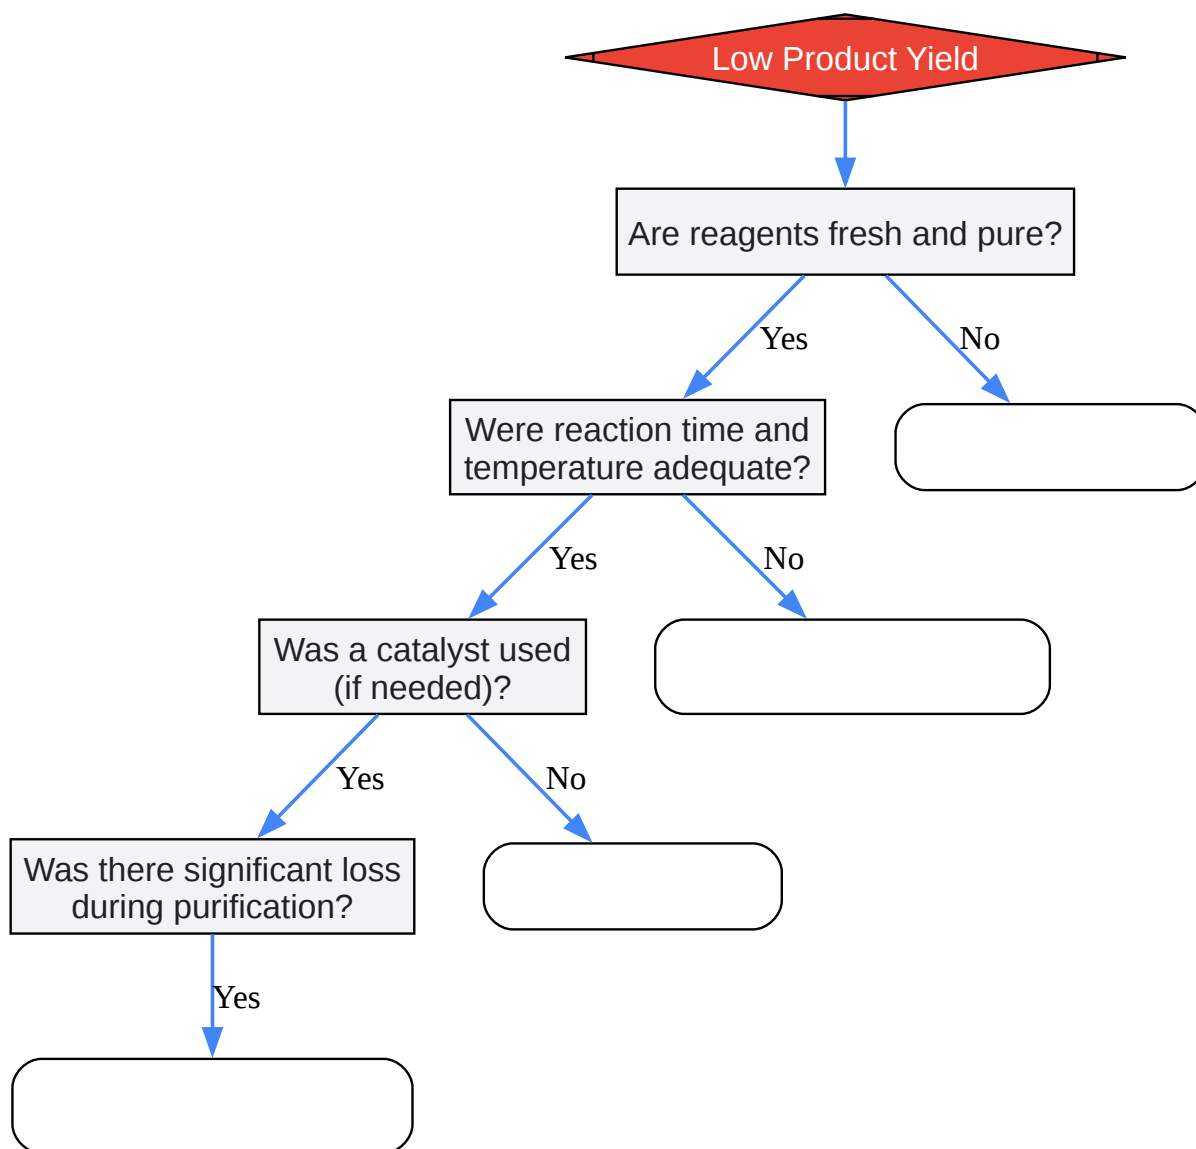 Low Product Yield
Are reagents fresh and pure?
Yes
No
Were reaction time and
temperature adequate?
Yes
No
Was a catalyst used
(if needed)?
Yes
No
Was there significant loss
during purification?
Yes